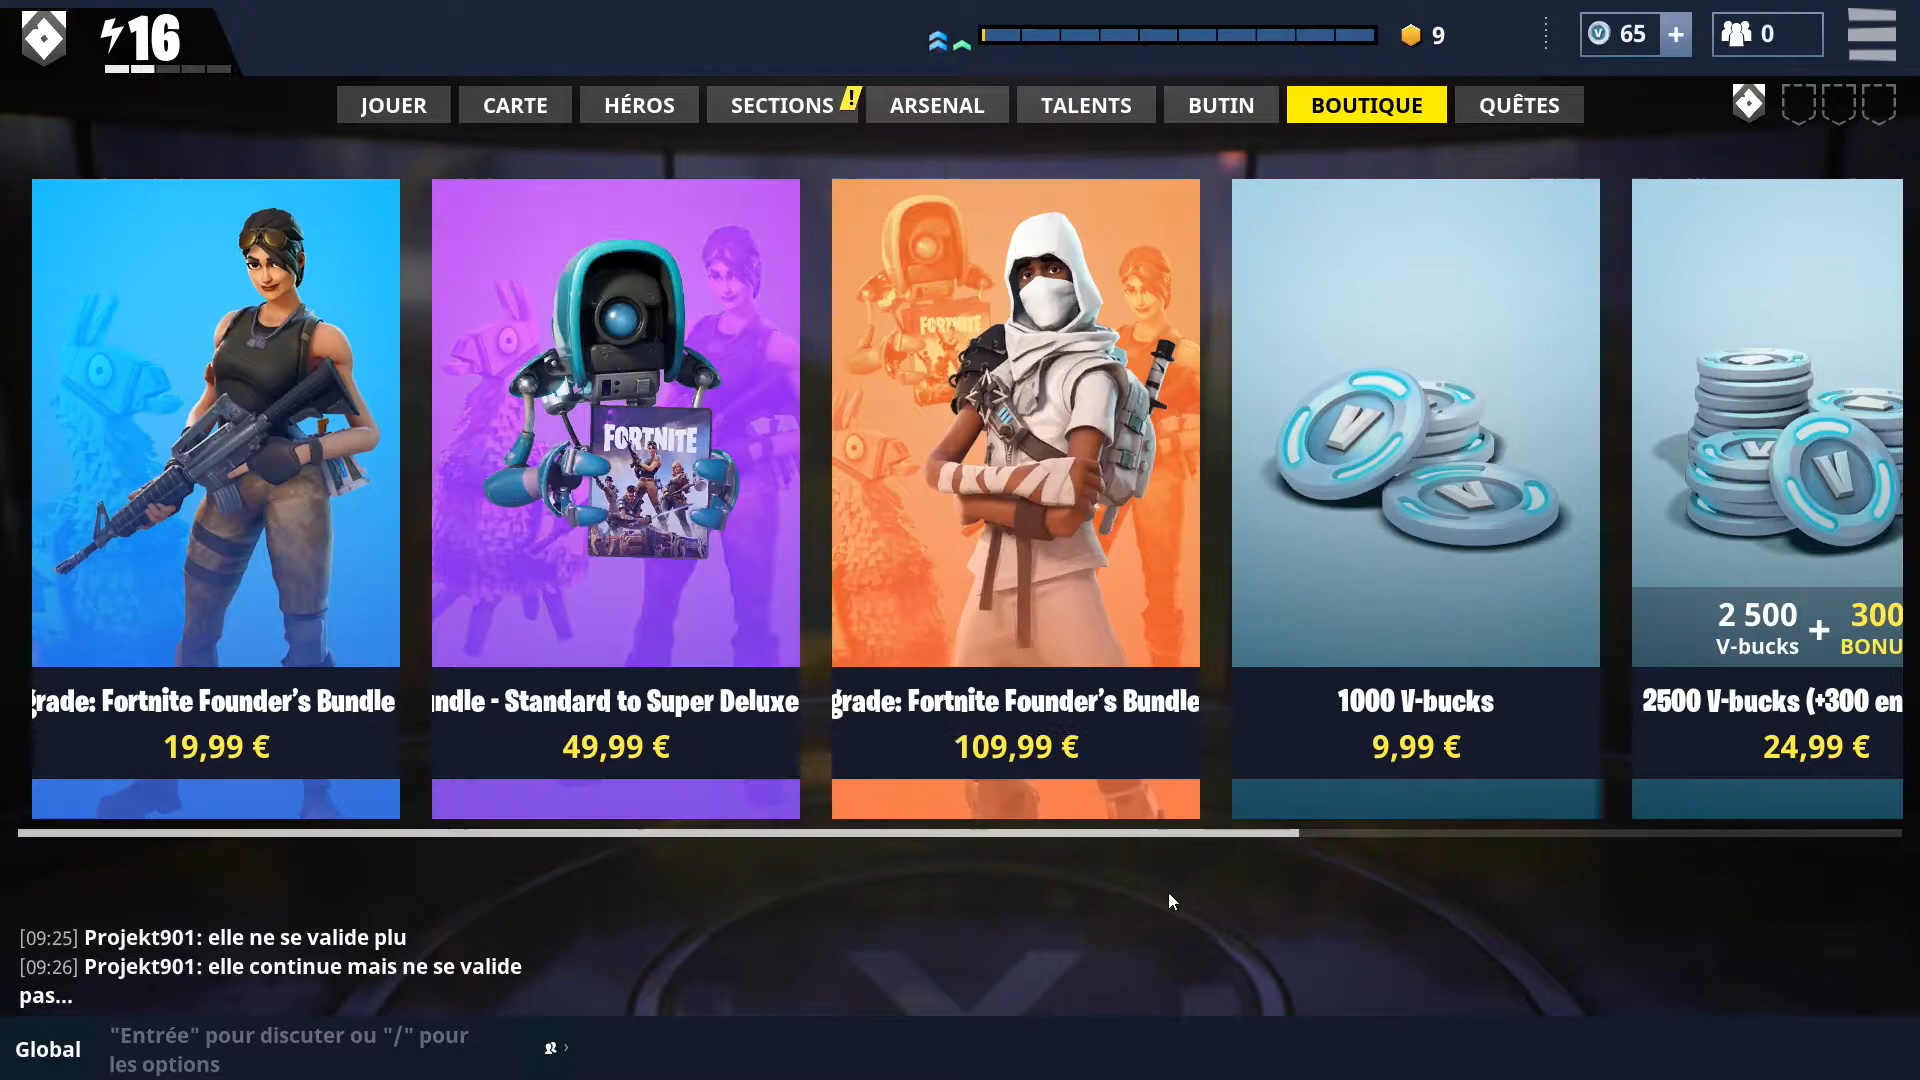 16
9
65 +
0
JOUER CARTE HÉROS SECTIONS ! ARSENAL TALENTS BUTIN BOUTIQUE QUÊTES
FORTNITE
FORTNITE
2 500 + 300
V-bucks BONU
grade: Fortnite Founder's Bundle
19,99 €
ndle - Standard to Super Deluxe
49,99 €
grade: Fortnite Founder's Bundle
109,99 €
1000 V-bucks
9,99 €
2500 V-bucks (+300 en
24,99 €
[09:25] Projekt901: elle ne se valide plu
[09:26] Projekt901: elle continue mais ne se valide
pas...
Global
"Entrée" pour discuter ou "/" pour
les options